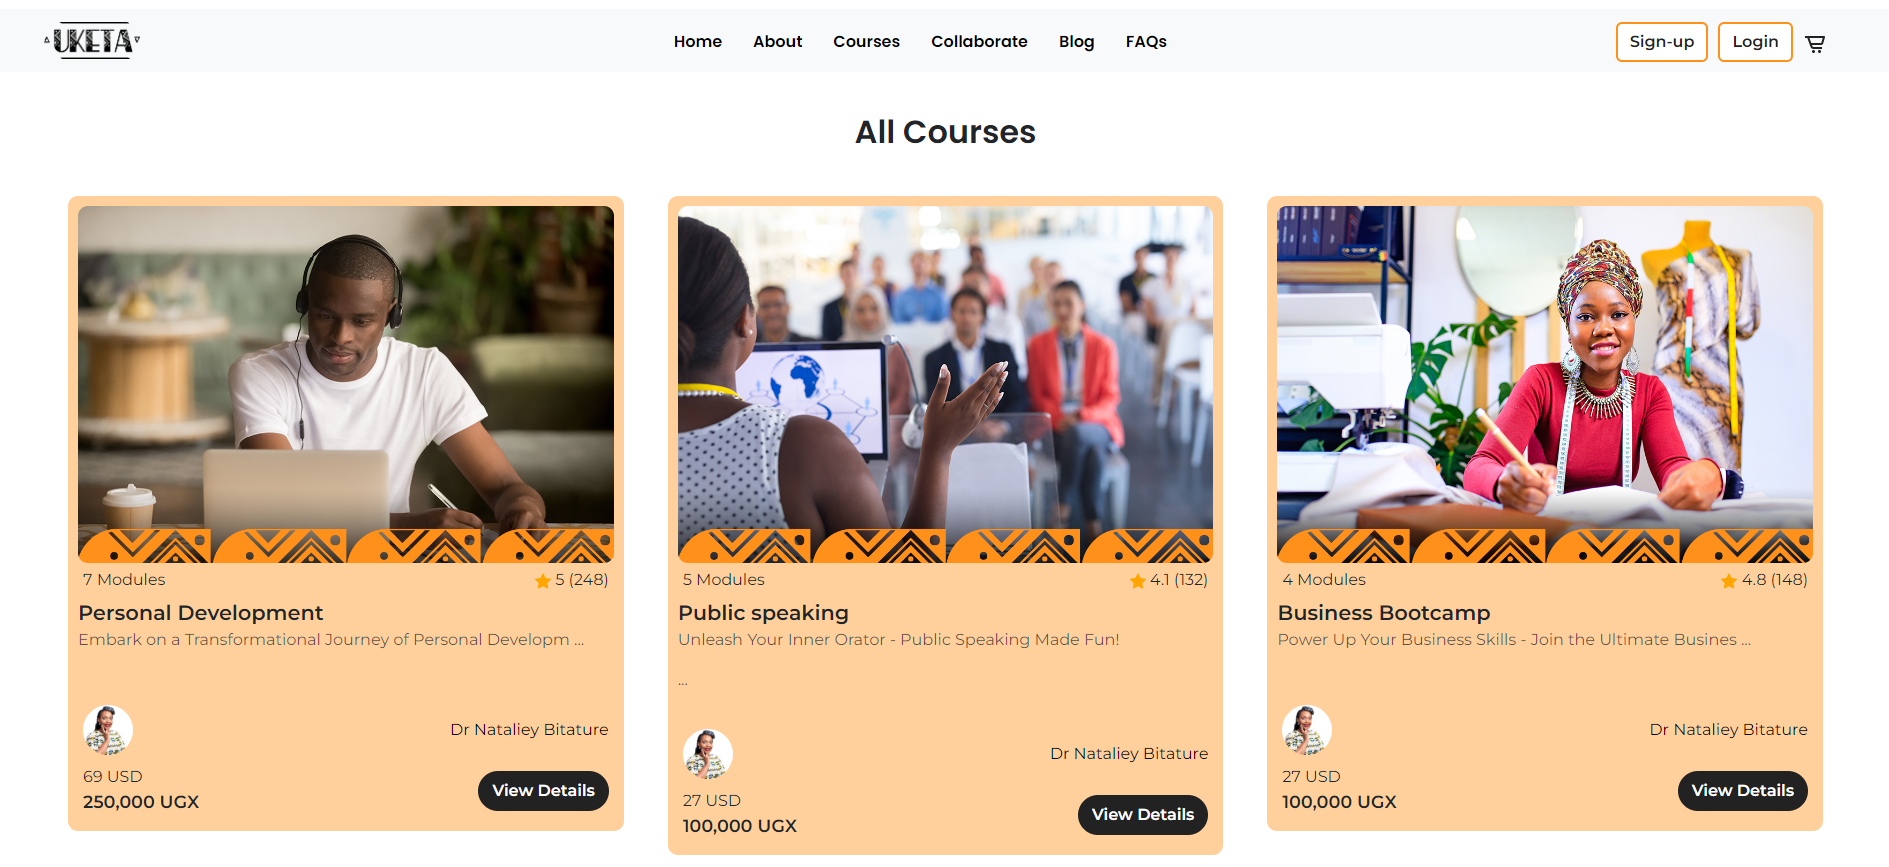 UKETA
Home About Courses Collaborate Blog FAQs
Sign-up Login
All Courses
7 Modules 5 (248)
Personal Development
Embark on a Transformational Journey of Personal Developm ...
Dr Nataliey Bitature
69 USD
250,000 UGX
View Details
5 Modules 4.1 (132)
Public speaking
Unleash Your Inner Orator - Public Speaking Made Fun!
...
Dr Nataliey Bitature
27 USD
100,000 UGX
View Details
4 Modules 4.8 (148)
Business Bootcamp
Power Up Your Business Skills - Join the Ultimate Busines ...
Dr Nataliey Bitature
27 USD
100,000 UGX
View Details